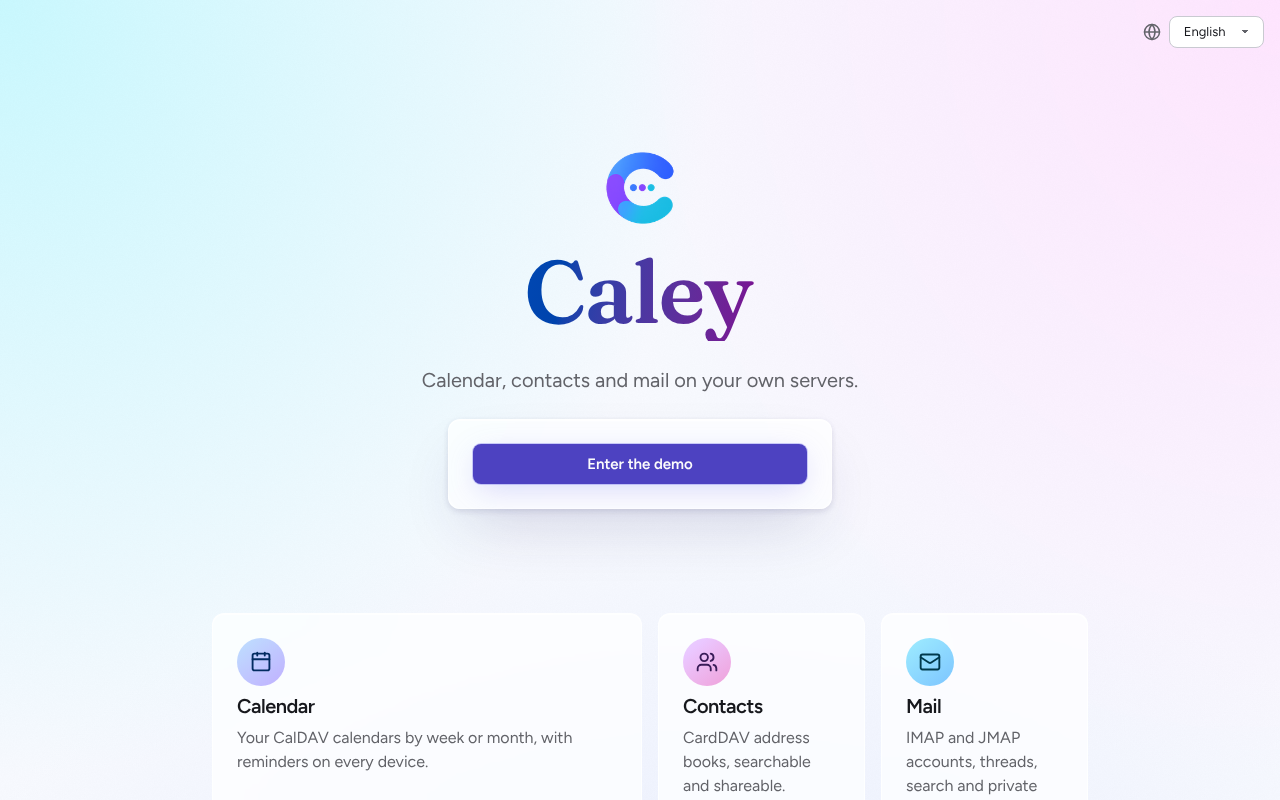 English
Caley
Calendar, contacts and mail on your own servers.
Enter the demo
Calendar
Your CalDAV calendars by week or month, with
reminders on every device.
Contacts
CardDAV address
books, searchable
and shareable.
Mail
IMAP and JMAP
accounts, threads,
search and private